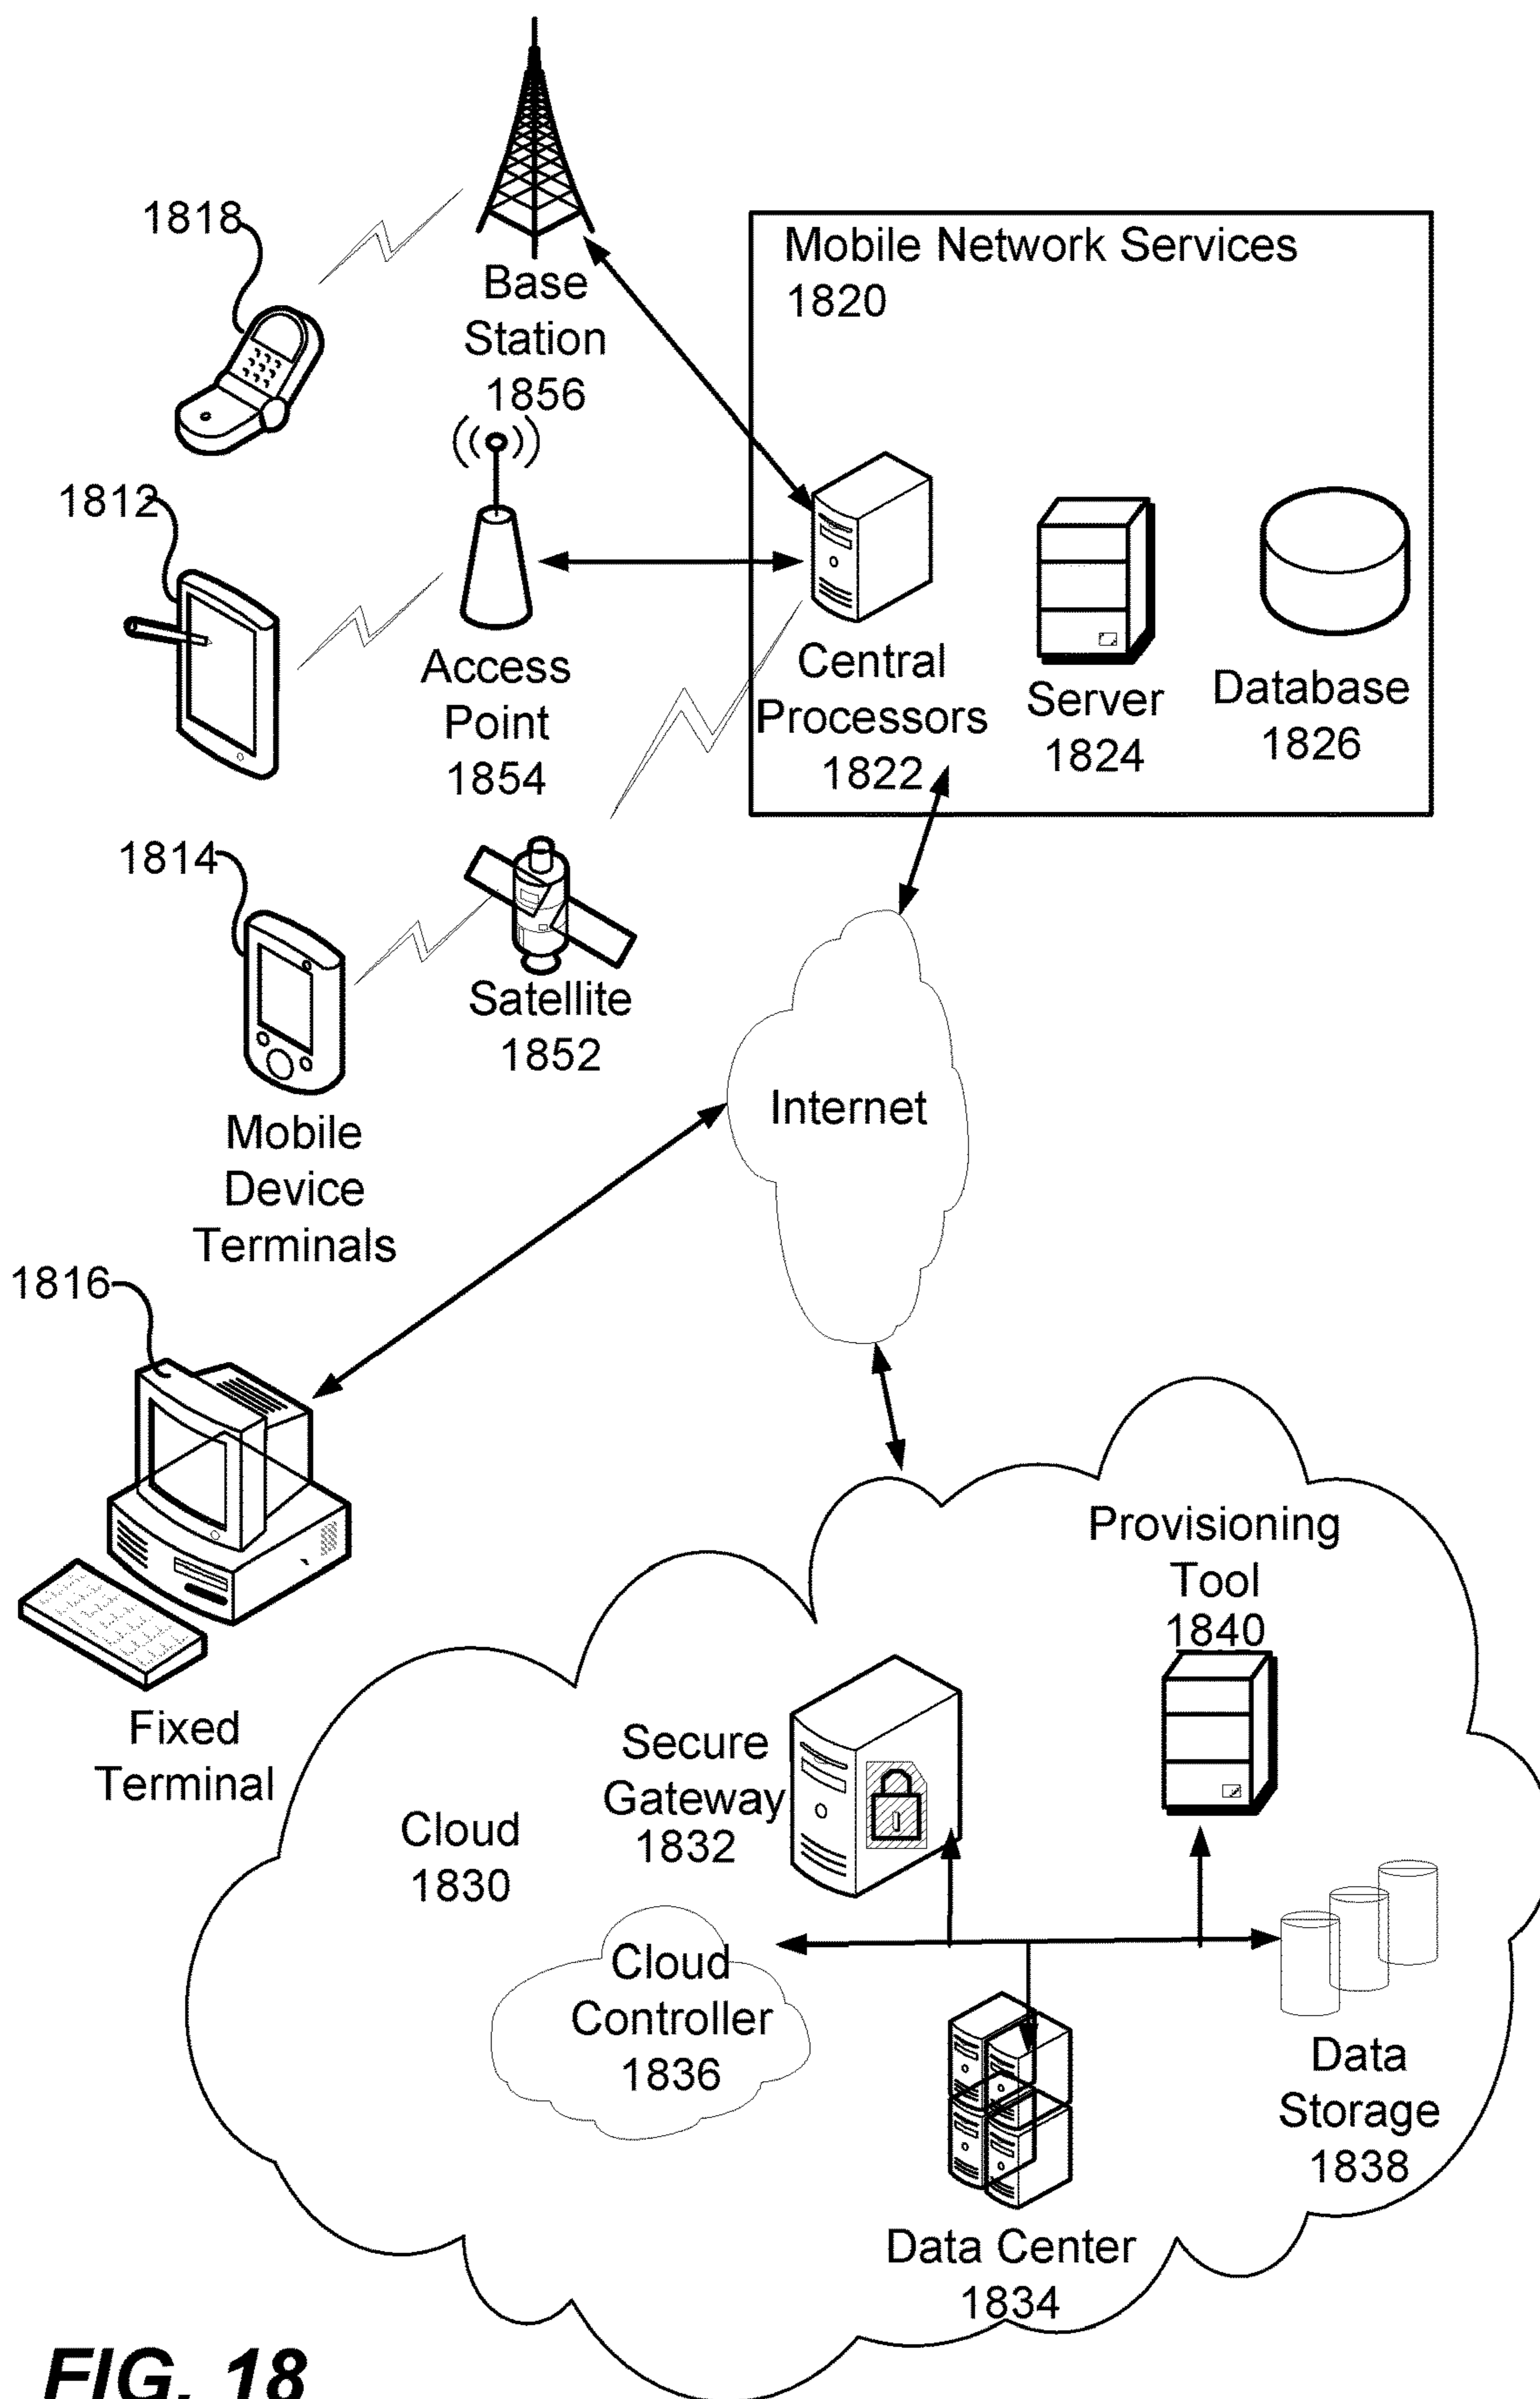 1818
Base
Station
1856
Mobile Network Services
1820
1812
Access
Point
1854
Central
Processors
1822
Server
1824
Database
1826
1814
Satellite
1852
Mobile
Device
Terminals
Internet
1816
Fixed
Terminal
Provisioning
Tool
1840
Secure
Gateway
1832
Cloud
1830
Cloud
Controller
1836
Data
Storage
1838
Data Center
1834
FIG. 18